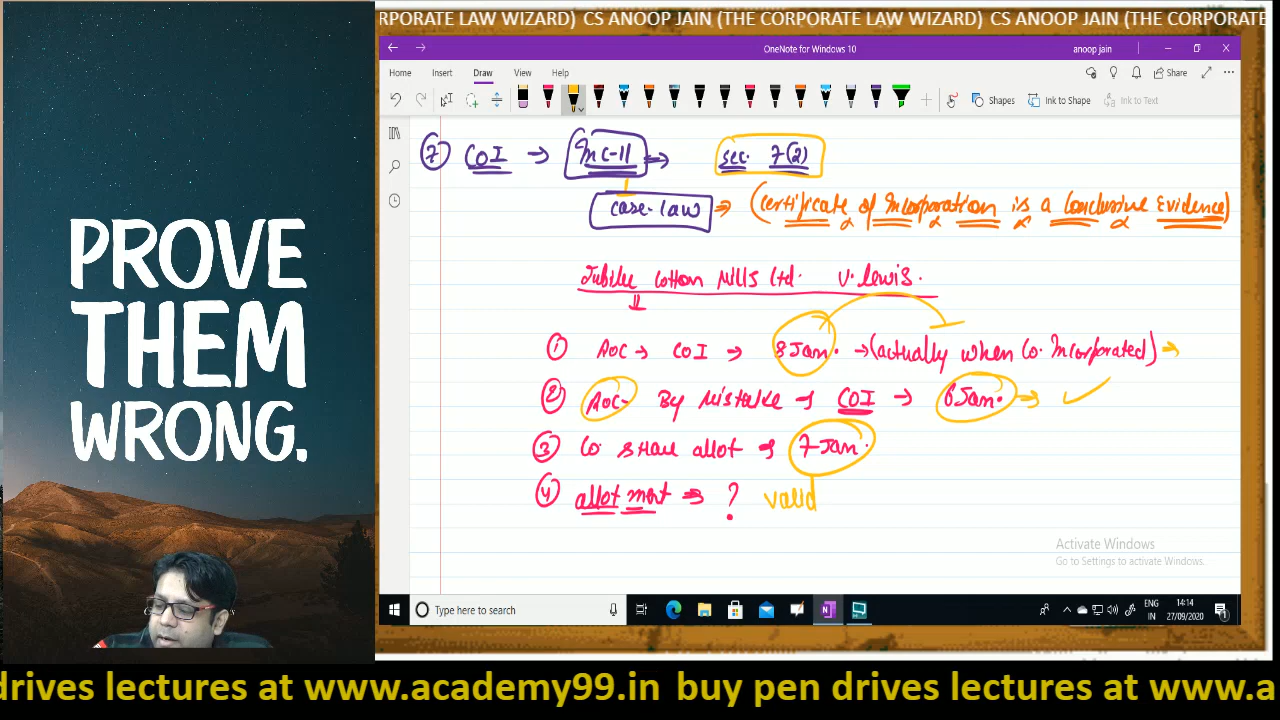 RPORATE LAW WIZARD) CS ANOOP JAIN (THE CORPORATE LAW WIZARD) CS ANOOP JAIN (THE CORPORATE
OneNote for Windows 10
anoop jain
Home Insert Draw View Help
Share
Shapes Ink to Shape Ink to Text
7 COI → INC-11 ⇒ sec. 7(2)
case law ⇒ (certificate of Incorporation is a conclusive Evidence)
Jubilee Cotton Mills Ltd. V. Lewis.
① ROC → COI → 8 Jan. → (actually when Co. Incorporated) →
② ROC By Mistake COI → 6 Jan. → ✓
③ Co share allot 7 Jan.
④ allotment ⇒ ? valid
PROVE
THEM
WRONG.
Activate Windows
Go to Settings to activate Windows.
Type here to search
ENG
IN
14:14
27/09/2020
drives lectures at www.academy99.in buy pen drives lectures at www.a